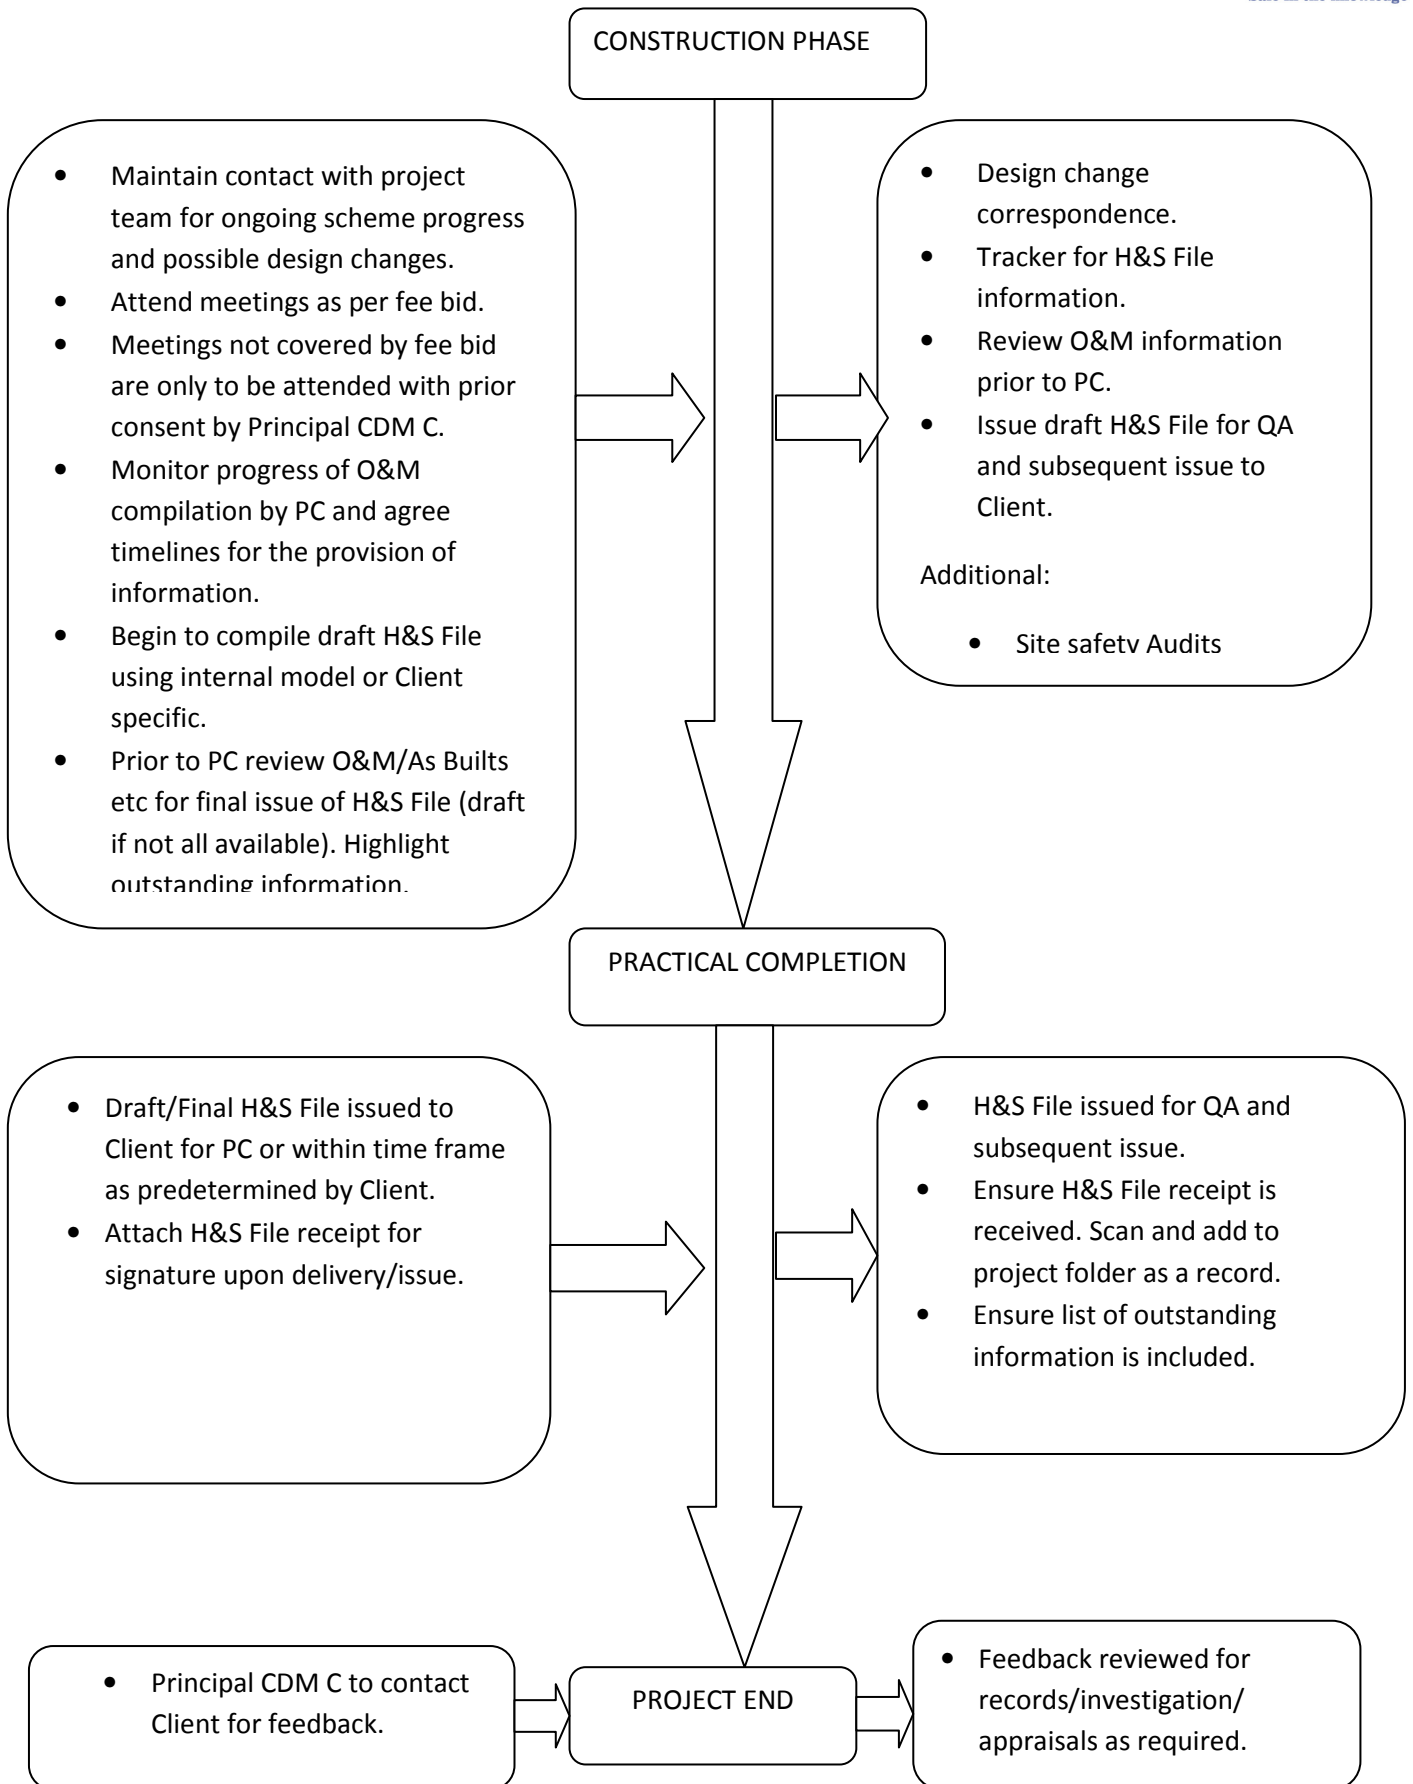 CONSTRUCTION PHASE
• Maintain contact with project
team for ongoing scheme progress
and possible design changes.
• Attend meetings as per fee bid.
• Meetings not covered by fee bid
are only to be attended with prior
consent by Principal CDM C.
• Monitor progress of O&M
compilation by PC and agree
timelines for the provision of
information.
• Begin to compile draft H&S File
using internal model or Client
specific.
• Prior to PC review O&M/As Builts
etc for final issue of H&S File (draft
if not all available). Highlight
outstanding information.
• Design change
correspondence.
• Tracker for H&S File
information.
• Review O&M information
prior to PC.
• Issue draft H&S File for QA
and subsequent issue to
Client.
Additional:
• Site safety Audits
PRACTICAL COMPLETION
• Draft/Final H&S File issued to
Client for PC or within time frame
as predetermined by Client.
• Attach H&S File receipt for
signature upon delivery/issue.
• H&S File issued for QA and
subsequent issue.
• Ensure H&S File receipt is
received. Scan and add to
project folder as a record.
• Ensure list of outstanding
information is included.
• Principal CDM C to contact
Client for feedback.
PROJECT END
• Feedback reviewed for
records/investigation/
appraisals as required.